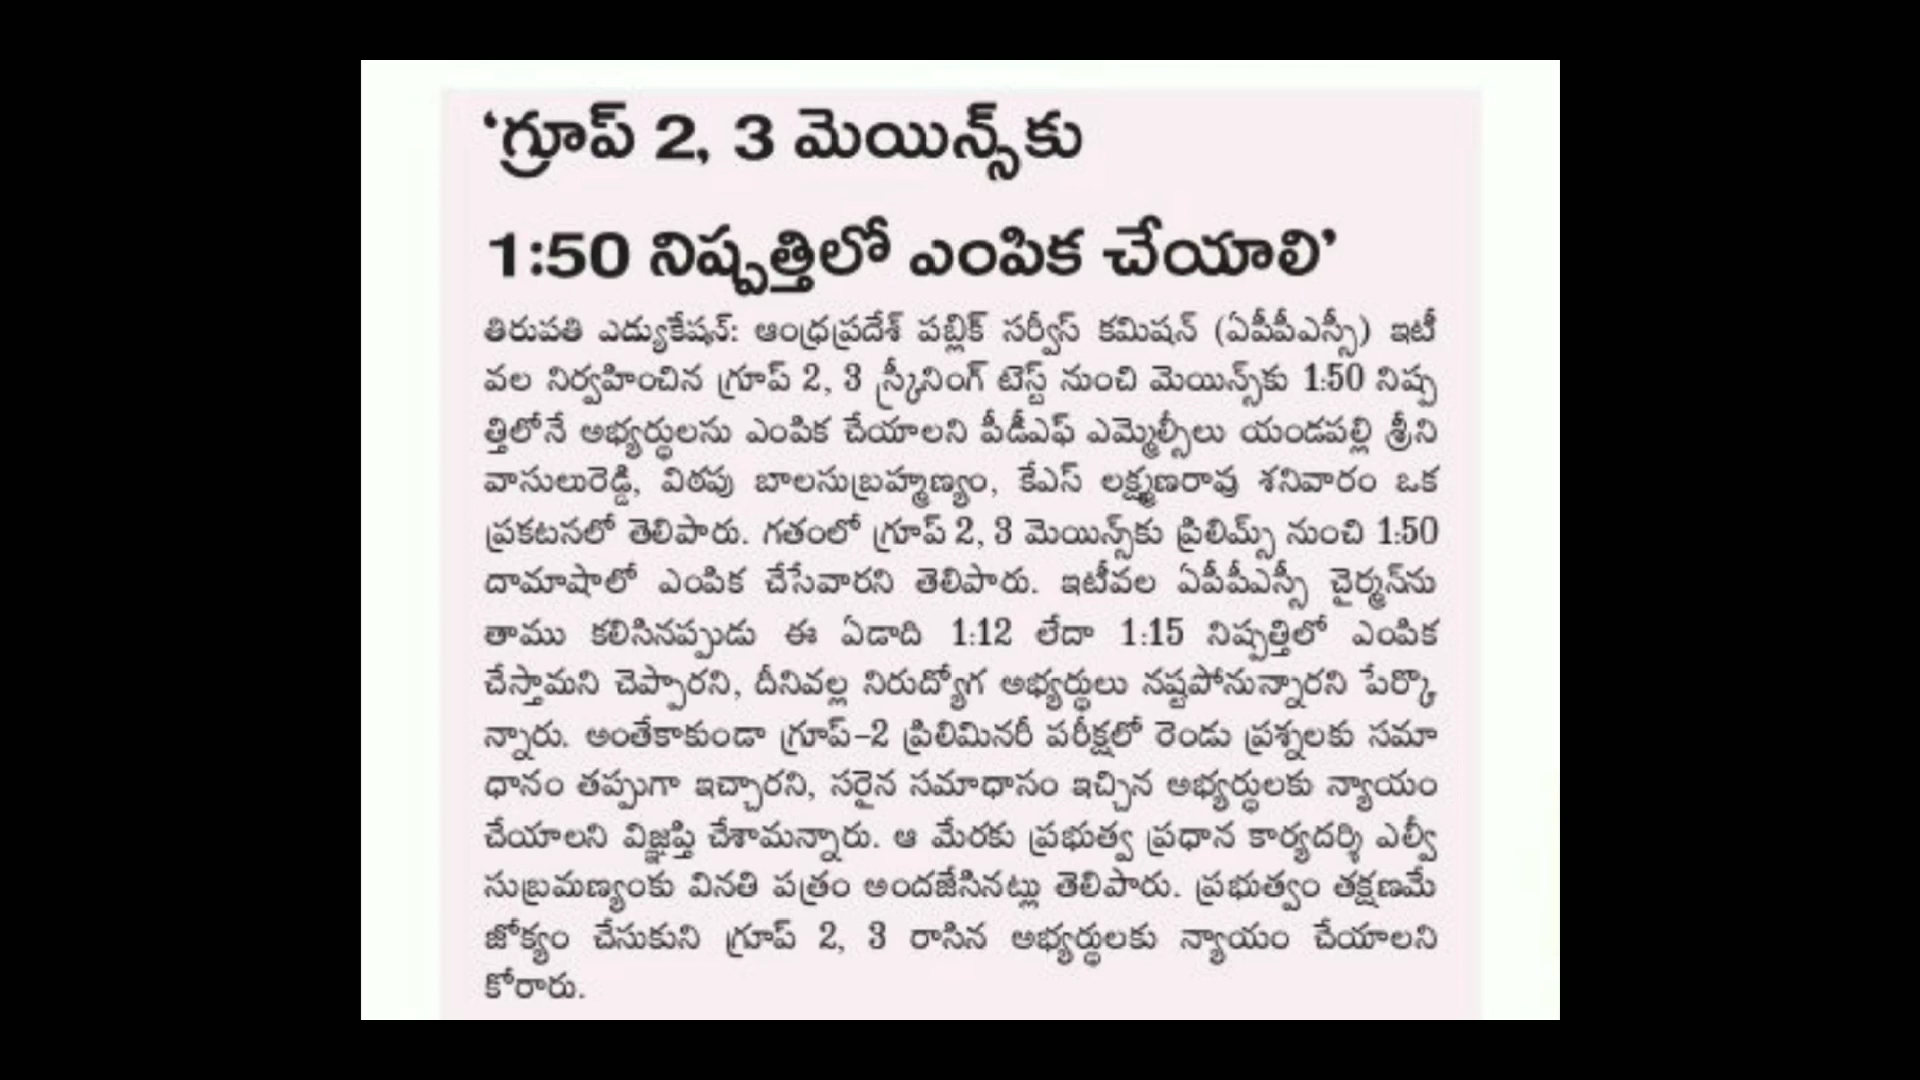 ‘గ్రూప్ 2, 3 మెయిన్స్‌కు
1:50 నిష్పత్తిలో ఎంపిక చేయాలి’
తిరుపతి ఎడ్యుకేషన్: ఆంధ్రప్రదేశ్ పబ్లిక్ సర్వీస్ కమిషన్ (ఏపీపీఎస్సీ) ఇటీ
వల నిర్వహించిన గ్రూప్ 2, 3 స్క్రీనింగ్ టెస్ట్ నుంచి మెయిన్స్‌కు 1:50 నిష్ప
త్తిలోనే అభ్యర్థులను ఎంపిక చేయాలని పీడీఎఫ్ ఎమ్మెల్సీలు యండపల్లి శ్రీని
వాసులురెడ్డి, విఠపు బాలసుబ్రహ్మణ్యం, కేఎస్ లక్ష్మణరావు శనివారం ఒక
ప్రకటనలో తెలిపారు. గతంలో గ్రూప్ 2, 3 మెయిన్స్‌కు ప్రిలిమ్స్ నుంచి 1:50
దామాషాలో ఎంపిక చేసేవారని తెలిపారు. ఇటీవల ఏపీపీఎస్సీ చైర్మన్‌ను
తాము కలిసినప్పుడు ఈ ఏడాది 1:12 లేదా 1:15 నిష్పత్తిలో ఎంపిక
చేస్తామని చెప్పారని, దీనివల్ల నిరుద్యోగ అభ్యర్థులు నష్టపోనున్నారని పేర్కొ
న్నారు. అంతేకాకుండా గ్రూప్-2 ప్రిలిమినరీ పరీక్షలో రెండు ప్రశ్నలకు సమా
ధానం తప్పుగా ఇచ్చారని, సరైన సమాధానం ఇచ్చిన అభ్యర్థులకు న్యాయం
చేయాలని విజ్ఞప్తి చేశామన్నారు. ఆ మేరకు ప్రభుత్వ ప్రధాన కార్యదర్శి ఎల్వీ
సుబ్రమణ్యంకు వినతి పత్రం అందజేసినట్లు తెలిపారు. ప్రభుత్వం తక్షణమే
జోక్యం చేసుకుని గ్రూప్ 2, 3 రాసిన అభ్యర్థులకు న్యాయం చేయాలని
కోరారు.